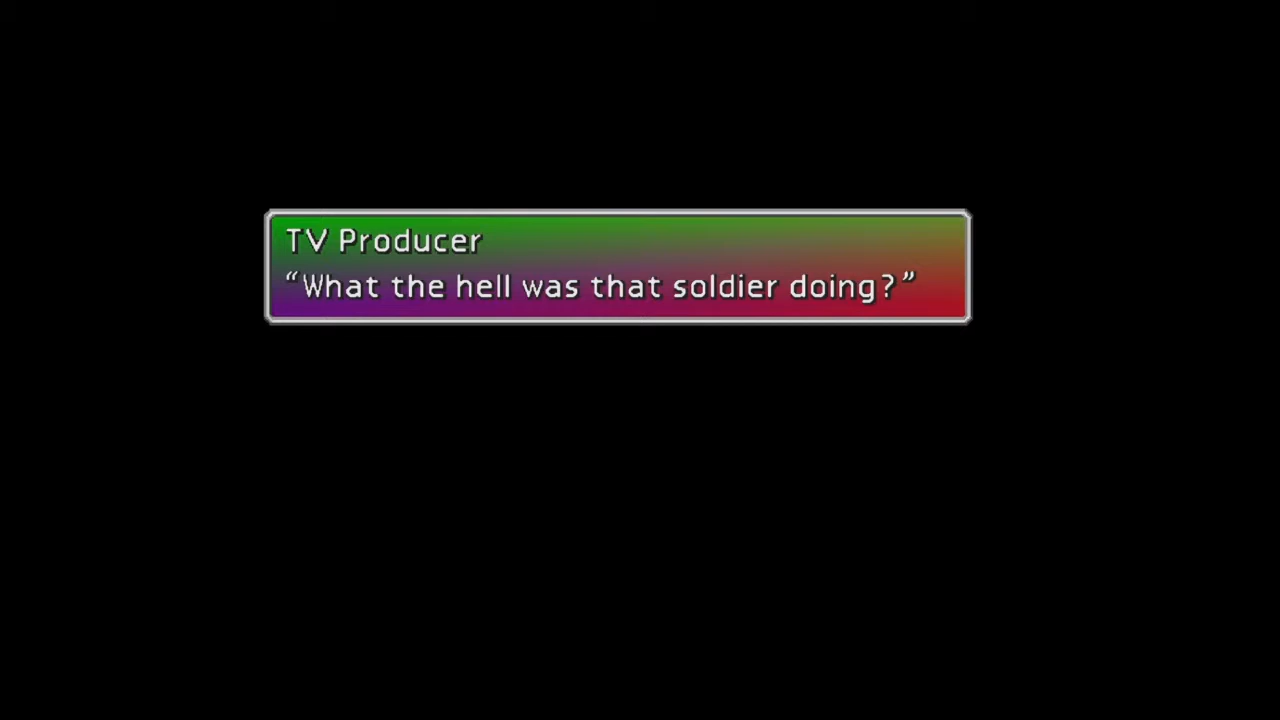 TV Producer
“What the hell was that soldier doing?”